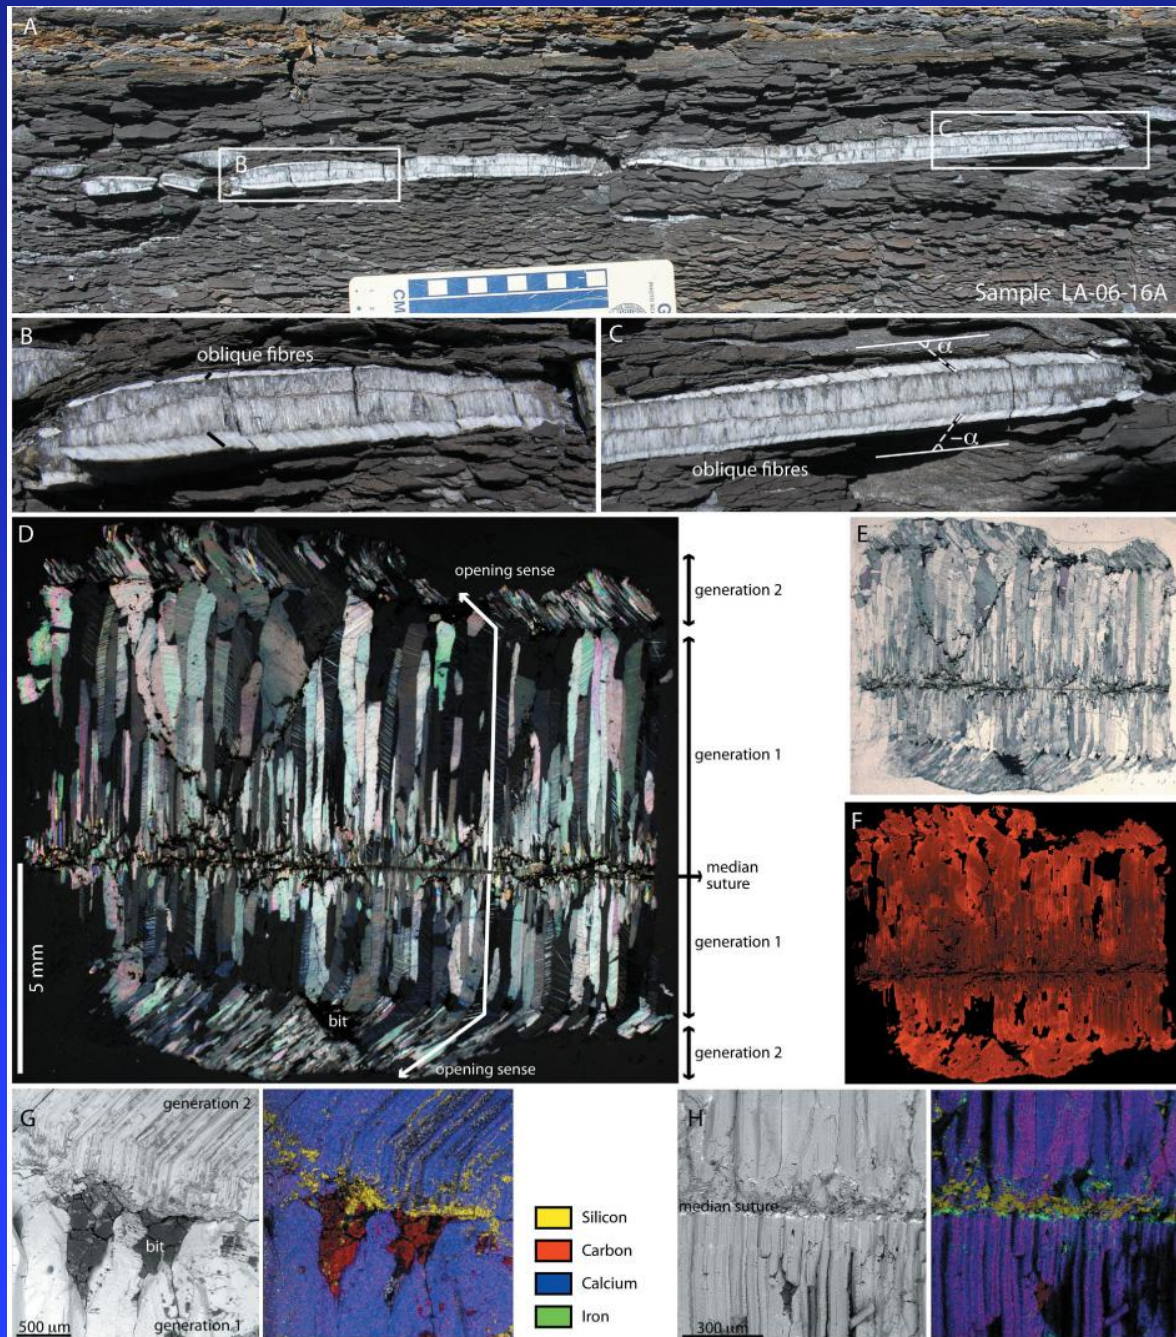 A
B
C
CM
G
Sample LA-06-16A
B
oblique fibres
C
α
-α
oblique fibres
D
opening sense
generation 2
generation 1
median
suture
generation 1
generation 2
5 mm
bit
opening sense
E
F
G
generation 2
bit
500 µm
generation 1
Silicon
Carbon
Calcium
Iron
H
median suture
300 µm